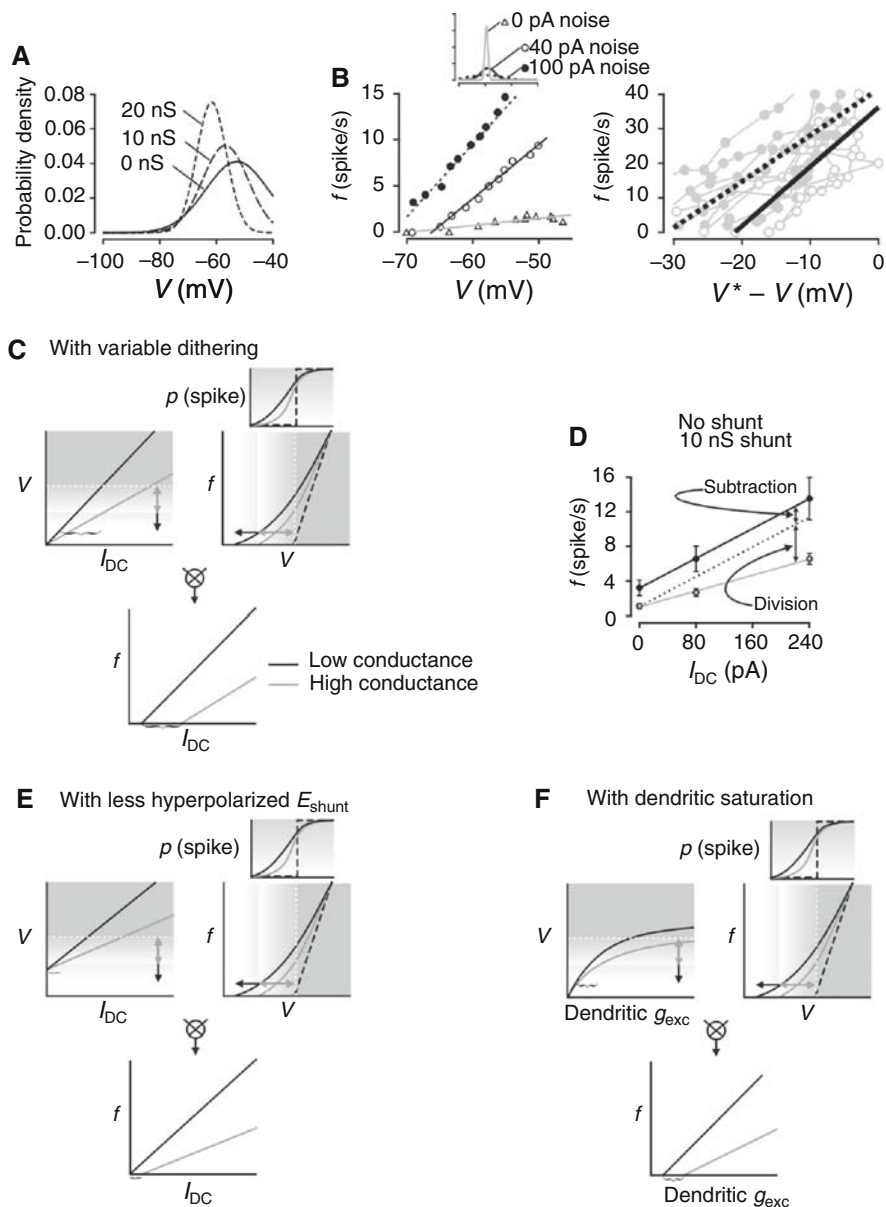 A
Probability density
0.08
0.06
0.04
0.02
0.00
20 nS
10 nS
0 nS
–100
–80
–60
–40
V (mV)
B
0 pA noise
40 pA noise
100 pA noise
f (spike/s)
15
10
5
0
–70
–60
–50
V (mV)
f (spike/s)
40
30
20
10
0
–30
–20
–10
0
V* – V (mV)
C With variable dithering
p (spike)
V
I_DC
f
V
f
I_DC
Low conductance
High conductance
D
No shunt
10 nS shunt
f (spike/s)
16
12
8
4
0
Subtraction
Division
0
80
160
240
I_DC (pA)
E With less hyperpolarized E_shunt
p (spike)
V
I_DC
f
V
f
I_DC
F With dendritic saturation
p (spike)
V
Dendritic g_exc
f
V
f
Dendritic g_exc